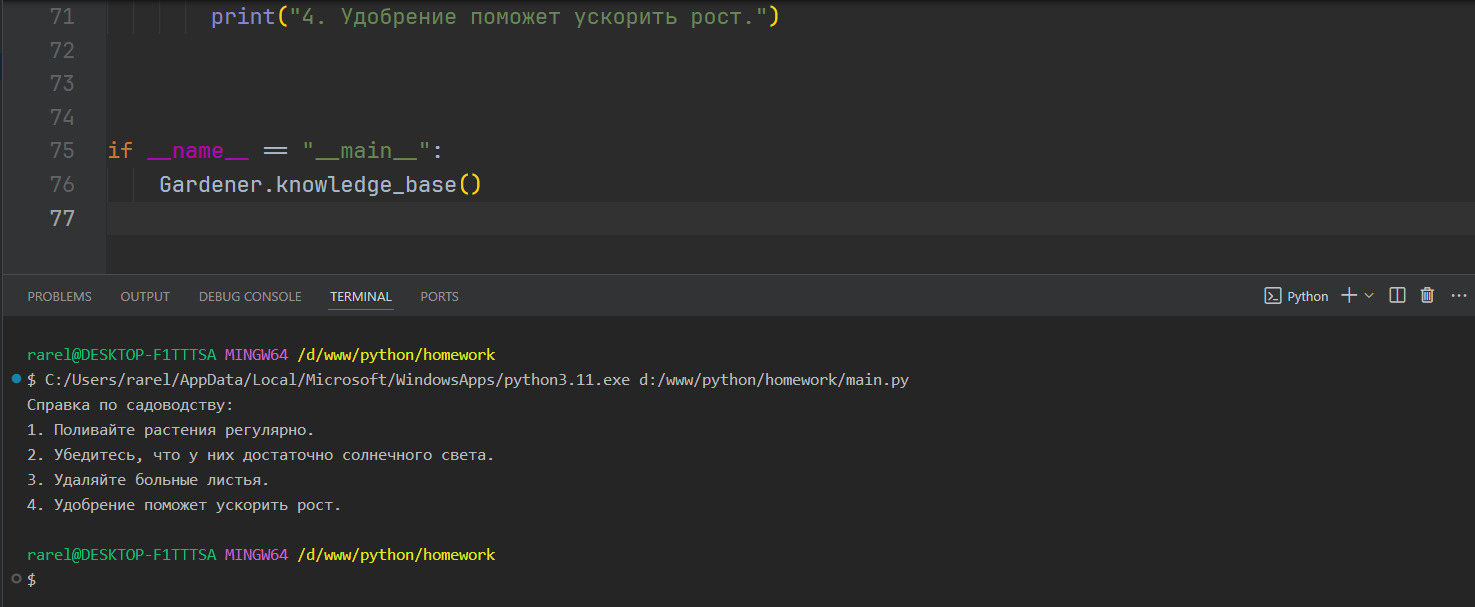 71 print("4. Удобрение поможет ускорить рост.")
72
73
74
75 if __name__ == "__main__":
76 Gardener.knowledge_base()
77
PROBLEMS OUTPUT DEBUG CONSOLE TERMINAL PORTS Python
rarel@DESKTOP-F1TTTSA MINGW64 /d/www/python/homework
$ C:/Users/rarel/AppData/Local/Microsoft/WindowsApps/python3.11.exe d:/www/python/homework/main.py
Справка по садоводству:
1. Поливайте растения регулярно.
2. Убедитесь, что у них достаточно солнечного света.
3. Удаляйте больные листья.
4. Удобрение поможет ускорить рост.
rarel@DESKTOP-F1TTTSA MINGW64 /d/www/python/homework
$